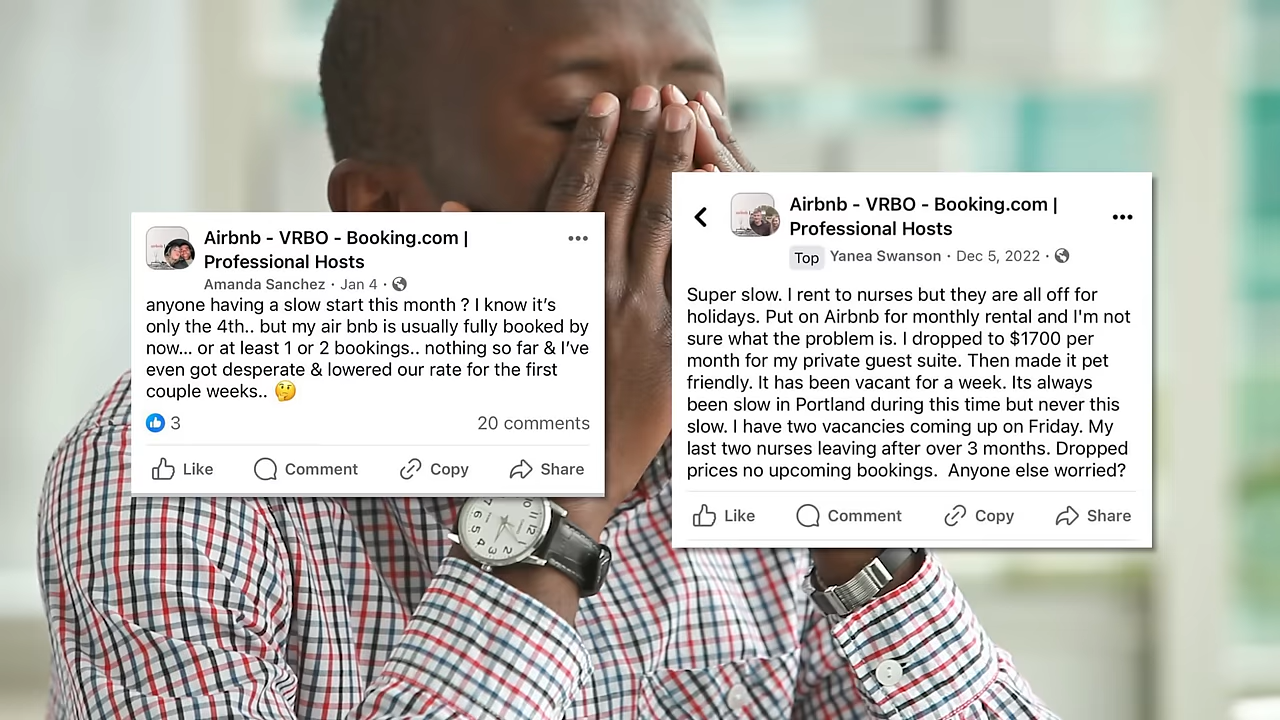 Airbnb - VRBO - Booking.com |
Professional Hosts
Amanda Sanchez · Jan 4 ·
anyone having a slow start this month ? I know it's
only the 4th.. but my air bnb is usually fully booked by
now... or at least 1 or 2 bookings.. nothing so far & I've
even got desperate & lowered our rate for the first
couple weeks.. 🤔
3
20 comments
Like Comment Copy Share
Airbnb - VRBO - Booking.com |
Professional Hosts
Top Yanea Swanson · Dec 5, 2022 ·
Super slow. I rent to nurses but they are all off for
holidays. Put on Airbnb for monthly rental and I'm not
sure what the problem is. I dropped to $1700 per
month for my private guest suite. Then made it pet
friendly. It has been vacant for a week. Its always
been slow in Portland during this time but never this
slow. I have two vacancies coming up on Friday. My
last two nurses leaving after over 3 months. Dropped
prices no upcoming bookings. Anyone else worried?
Like Comment Copy Share